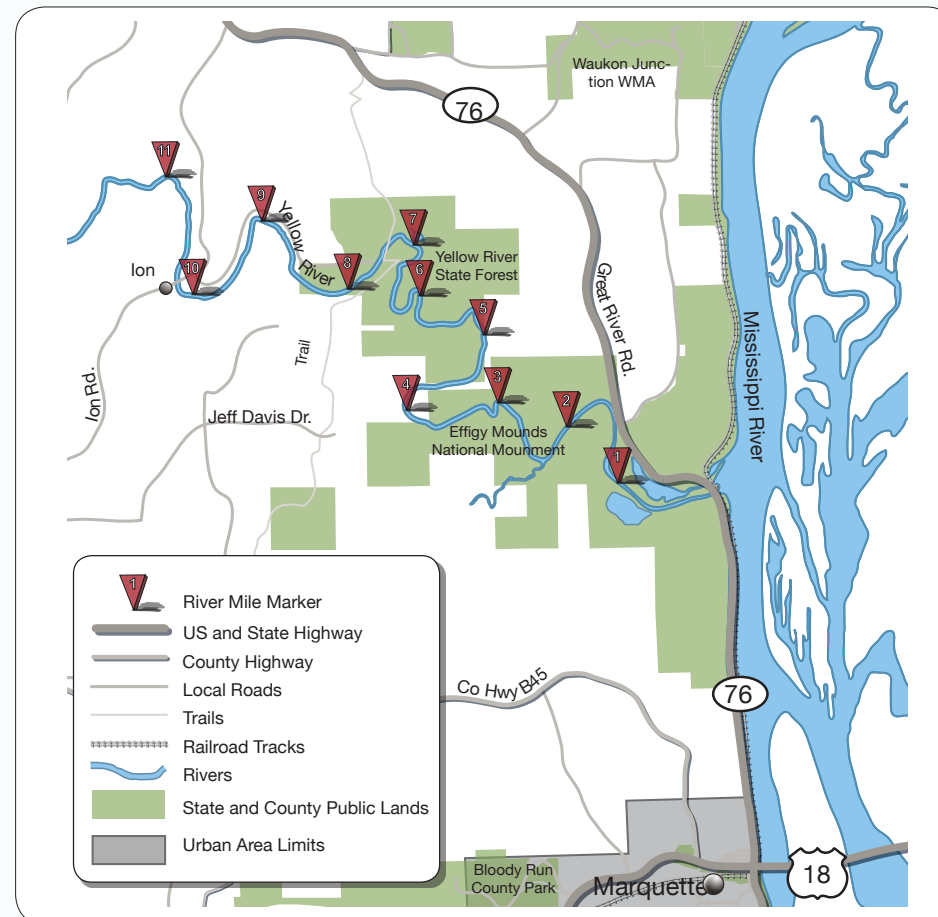 Waukon Junc-
tion WMA
76
11
9
Yellow
River
7
Yellow River
State Forest
6
8
Ion
10
5
Great River Rd.
Mississippi River
Trail
Ion Rd.
4
3
2
Jeff Davis Dr.
Effigy Mounds
National Mounment
1
1
River Mile Marker
US and State Highway
County Highway
Local Roads
Trails
Railroad Tracks
Rivers
State and County Public Lands
Urban Area Limits
Co Hwy B45
76
Bloody Run
County Park
Marquette
18